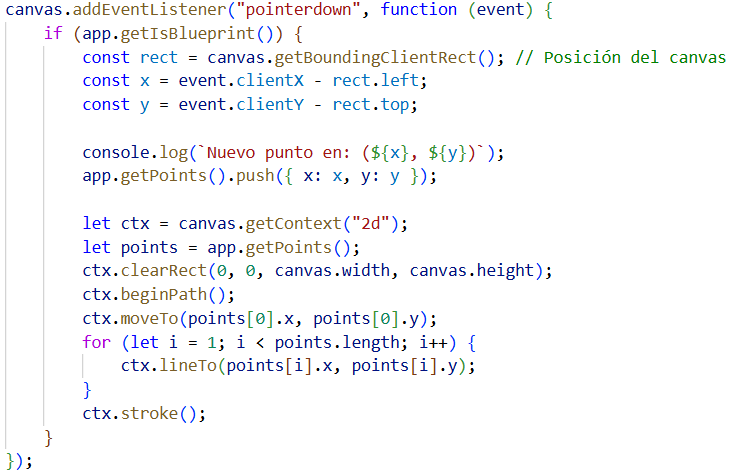 canvas.addEventListener("pointerdown", function (event) {
    if (app.getIsBlueprint()) {
        const rect = canvas.getBoundingClientRect(); // Posición del canvas
        const x = event.clientX - rect.left;
        const y = event.clientY - rect.top;

        console.log(`Nuevo punto en: (${x}, ${y})`);
        app.getPoints().push({ x: x, y: y });

        let ctx = canvas.getContext("2d");
        let points = app.getPoints();
        ctx.clearRect(0, 0, canvas.width, canvas.height);
        ctx.beginPath();
        ctx.moveTo(points[0].x, points[0].y);
        for (let i = 1; i < points.length; i++) {
            ctx.lineTo(points[i].x, points[i].y);
        }
        ctx.stroke();
    }
});